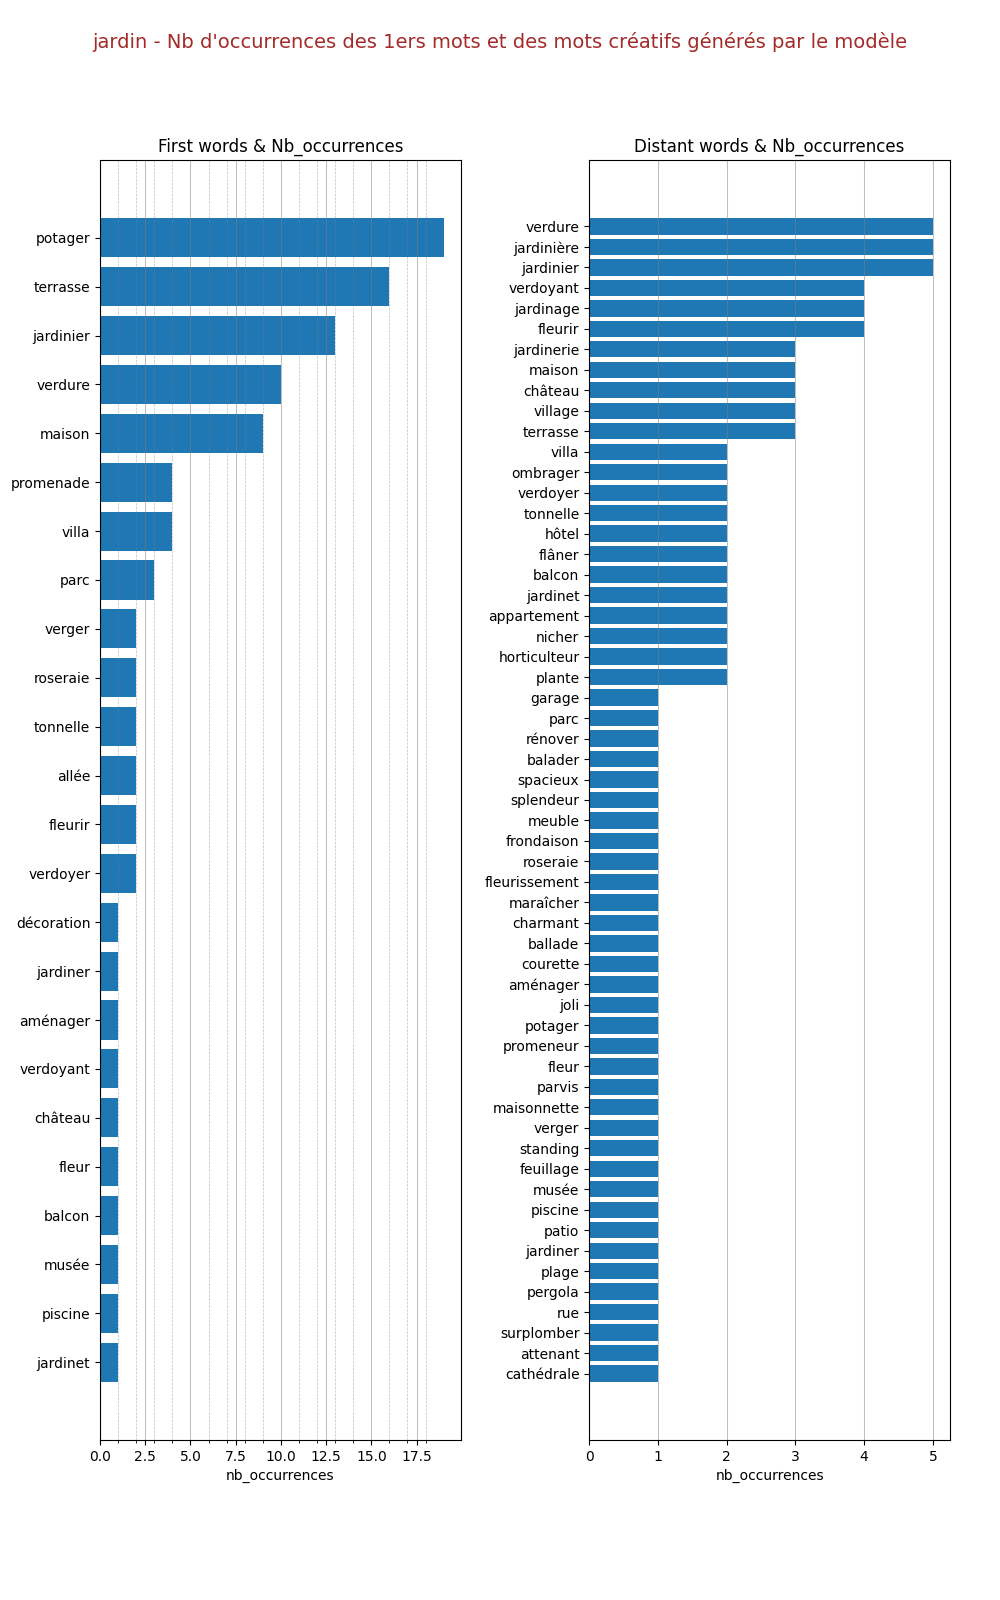 jardin - Nb d'occurrences des 1ers mots et des mots créatifs générés par le modèle
First words & Nb_occurrences
potager
terrasse
jardinier
verdure
maison
promenade
villa
parc
verger
roseraie
tonnelle
allée
fleurir
verdoyer
décoration
jardiner
aménager
verdoyant
château
fleur
balcon
musée
piscine
jardinet
0.0 2.5 5.0 7.5 10.0 12.5 15.0 17.5
nb_occurrences
Distant words & Nb_occurrences
verdure
jardinière
jardinier
verdoyant
jardinage
fleurir
jardinerie
maison
château
village
terrasse
villa
ombrager
verdoyer
tonnelle
hôtel
flâner
balcon
jardinet
appartement
nicher
horticulteur
plante
garage
parc
rénover
balader
spacieux
splendeur
meuble
frondaison
roseraie
fleurissement
maraîcher
charmant
ballade
courette
aménager
joli
potager
promeneur
fleur
parvis
maisonnette
verger
standing
feuillage
musée
piscine
patio
jardiner
plage
pergola
rue
surplomber
attenant
cathédrale
0 1 2 3 4 5
nb_occurrences